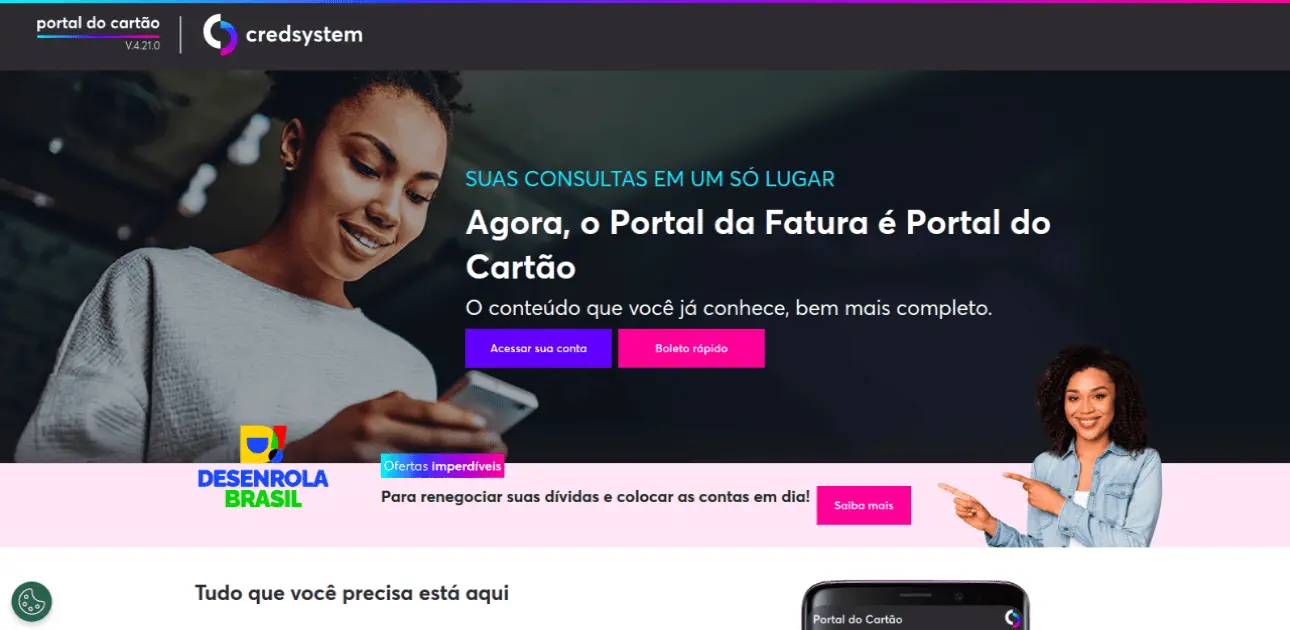 portal do cartão
V.4.21.0
credsystem
SUAS CONSULTAS EM UM SÓ LUGAR
Agora, o Portal da Fatura é Portal do
Cartão
O conteúdo que você já conhece, bem mais completo.
Acessar sua conta
Boleto rápido
DESENROLA
BRASIL
Ofertas imperdíveis
Para renegociar suas dívidas e colocar as contas em dia!
Saiba mais
Tudo que você precisa está aqui
Portal do Cartão